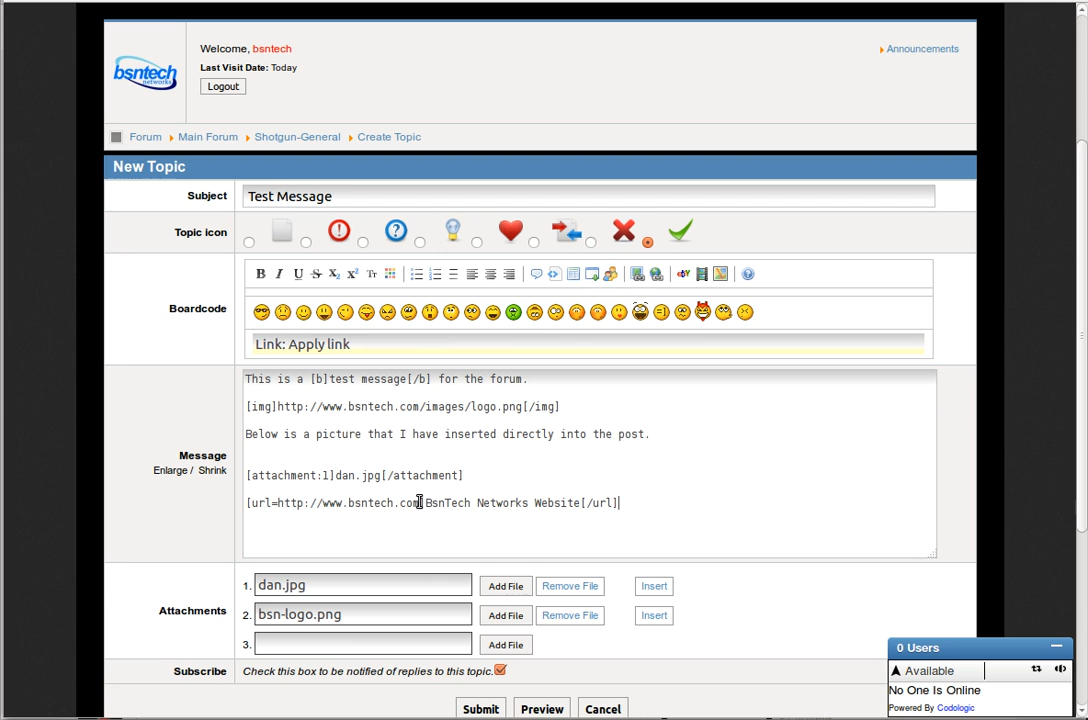 bsntech
networks
Welcome, bsntech
Last Visit Date: Today
Logout
Announcements
Forum Main Forum Shotgun-General Create Topic
New Topic
Subject Test Message
Topic icon
B I U S X2 X2 Tr
Boardcode
Link: Apply link
This is a [b]test message[/b] for the forum.
[img]http://www.bsntech.com/images/logo.png[/img]
Below is a picture that I have inserted directly into the post.
Message
Enlarge / Shrink
[attachment:1]dan.jpg[/attachment]
[url=http://www.bsntech.com]BsnTech Networks Website[/url]
Attachments
1. dan.jpg Add File Remove File Insert
2. bsn-logo.png Add File Remove File Insert
3. Add File
Subscribe Check this box to be notified of replies to this topic.
Submit Preview Cancel
0 Users
Available
No One Is Online
Powered By Codologic